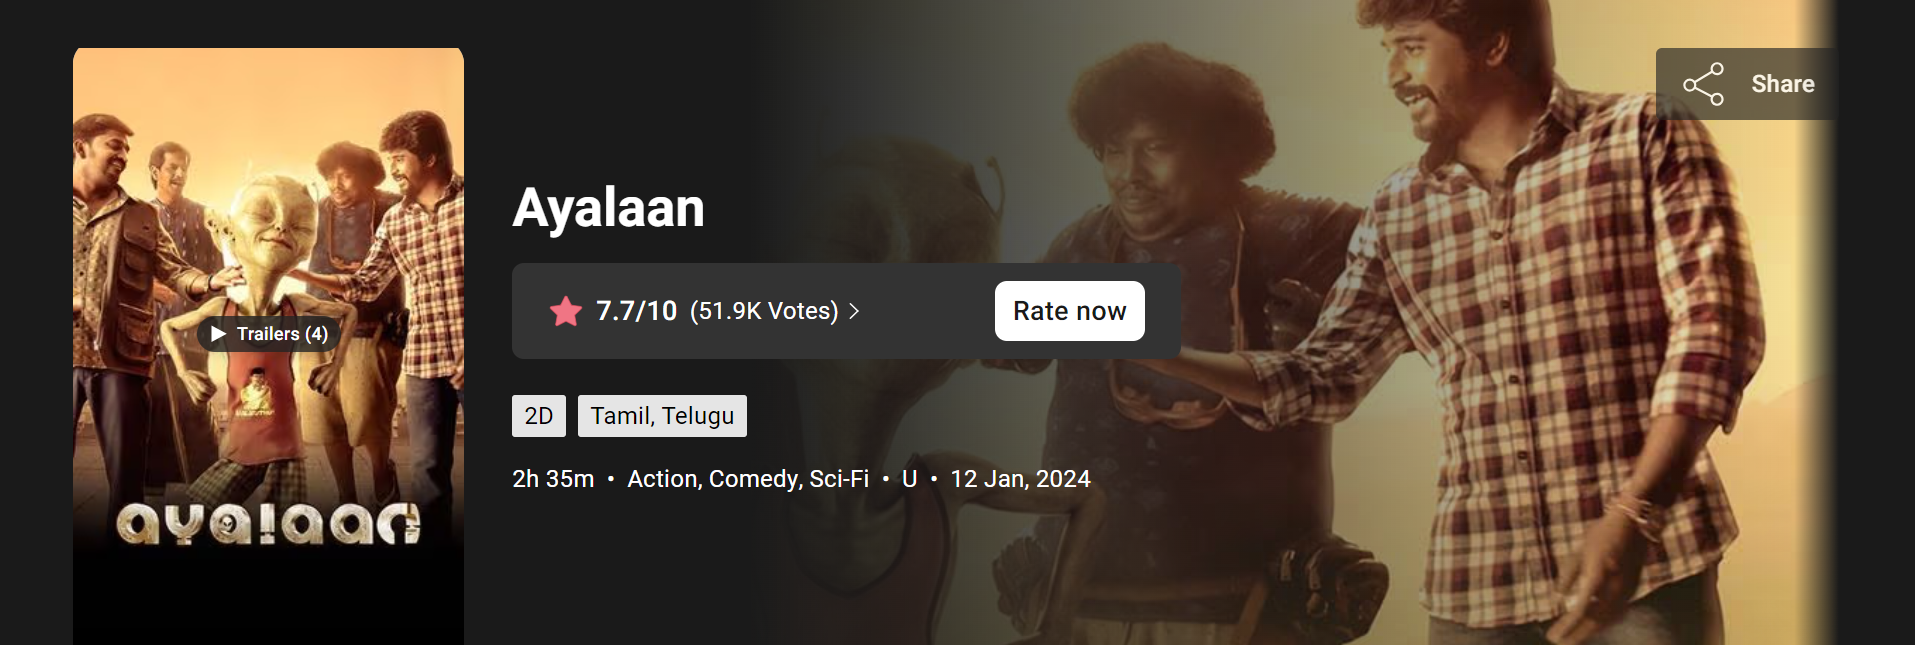 Share
Ayalaan
7.7/10 (51.9K Votes)
Rate now
Trailers (4)
2D
Tamil, Telugu
2h 35m • Action, Comedy, Sci-Fi • U • 12 Jan, 2024
ayalaan